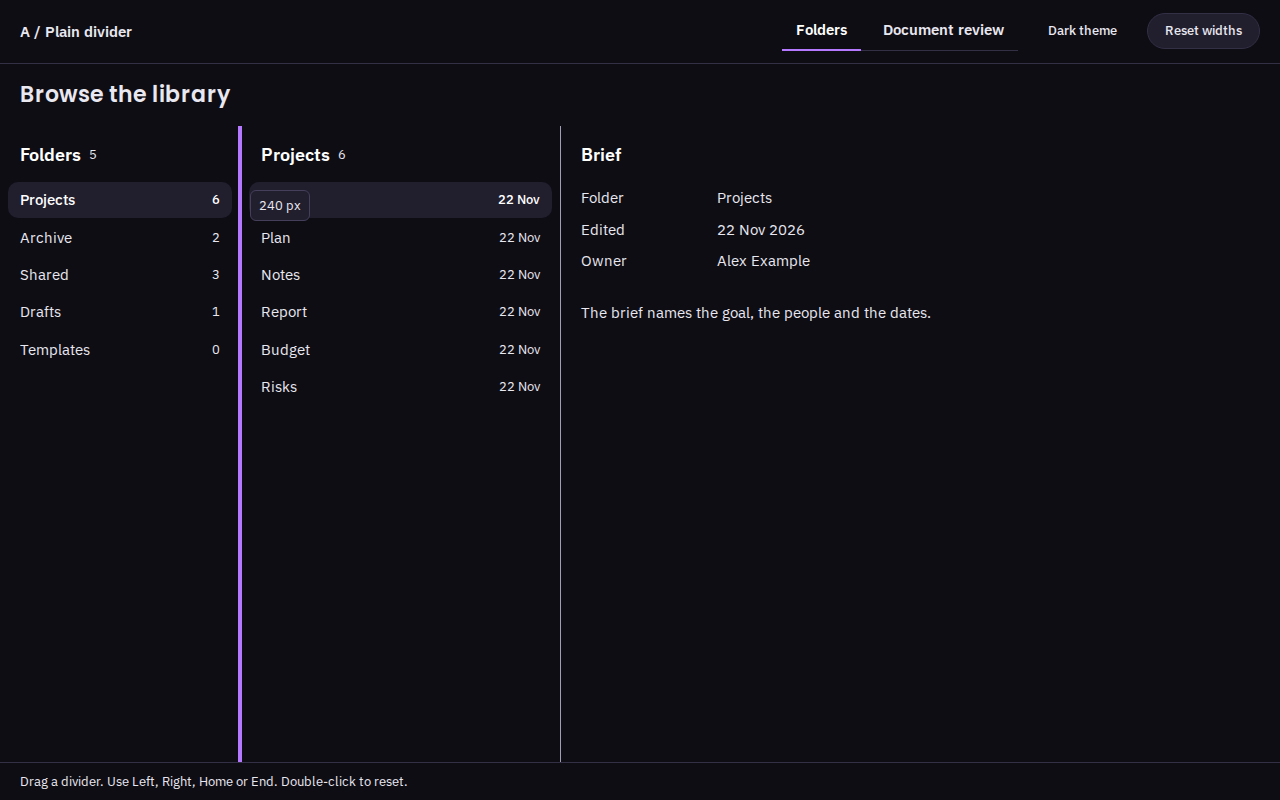 A / Plain divider
Folders
Document review
Dark theme
Reset widths
Browse the library
Folders 5
Projects 6
Archive 2
Shared 3
Drafts 1
Templates 0
Projects 6
22 Nov
240 px
Plan 22 Nov
Notes 22 Nov
Report 22 Nov
Budget 22 Nov
Risks 22 Nov
Brief
Folder Projects
Edited 22 Nov 2026
Owner Alex Example
The brief names the goal, the people and the dates.
Drag a divider. Use Left, Right, Home or End. Double-click to reset.